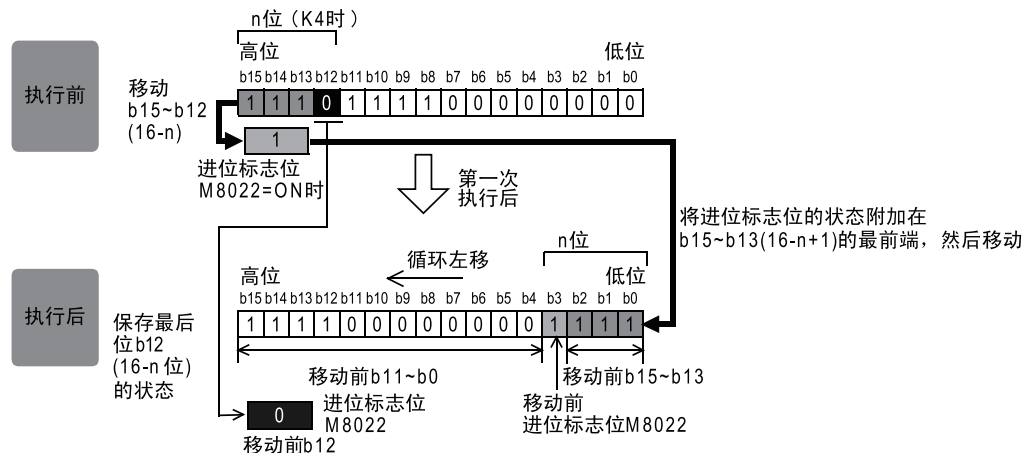 n位（K4时）
高位 低位
b15 b14 b13 b12 b11 b10 b9 b8 b7 b6 b5 b4 b3 b2 b1 b0
执行前
1 1 1 0 1 1 1 1 0 0 0 0 0 0 0 0
移动
b15~b12
(16-n)
1
进位标志位
M8022=ON时
第一次
执行后
将进位标志位的状态附加在
b15~b13(16-n+1)的最前端，然后移动
n位
循环左移
高位 低位
b15 b14 b13 b12 b11 b10 b9 b8 b7 b6 b5 b4 b3 b2 b1 b0
执行后
1 1 1 1 0 0 0 0 0 0 0 0 1 1 1 1
保存最后
位b12
(16-n 位)
的状态
移动前b11~b0
移动前b15~b13
0
进位标志位
M8022
移动前b12
移动前
进位标志位M8022